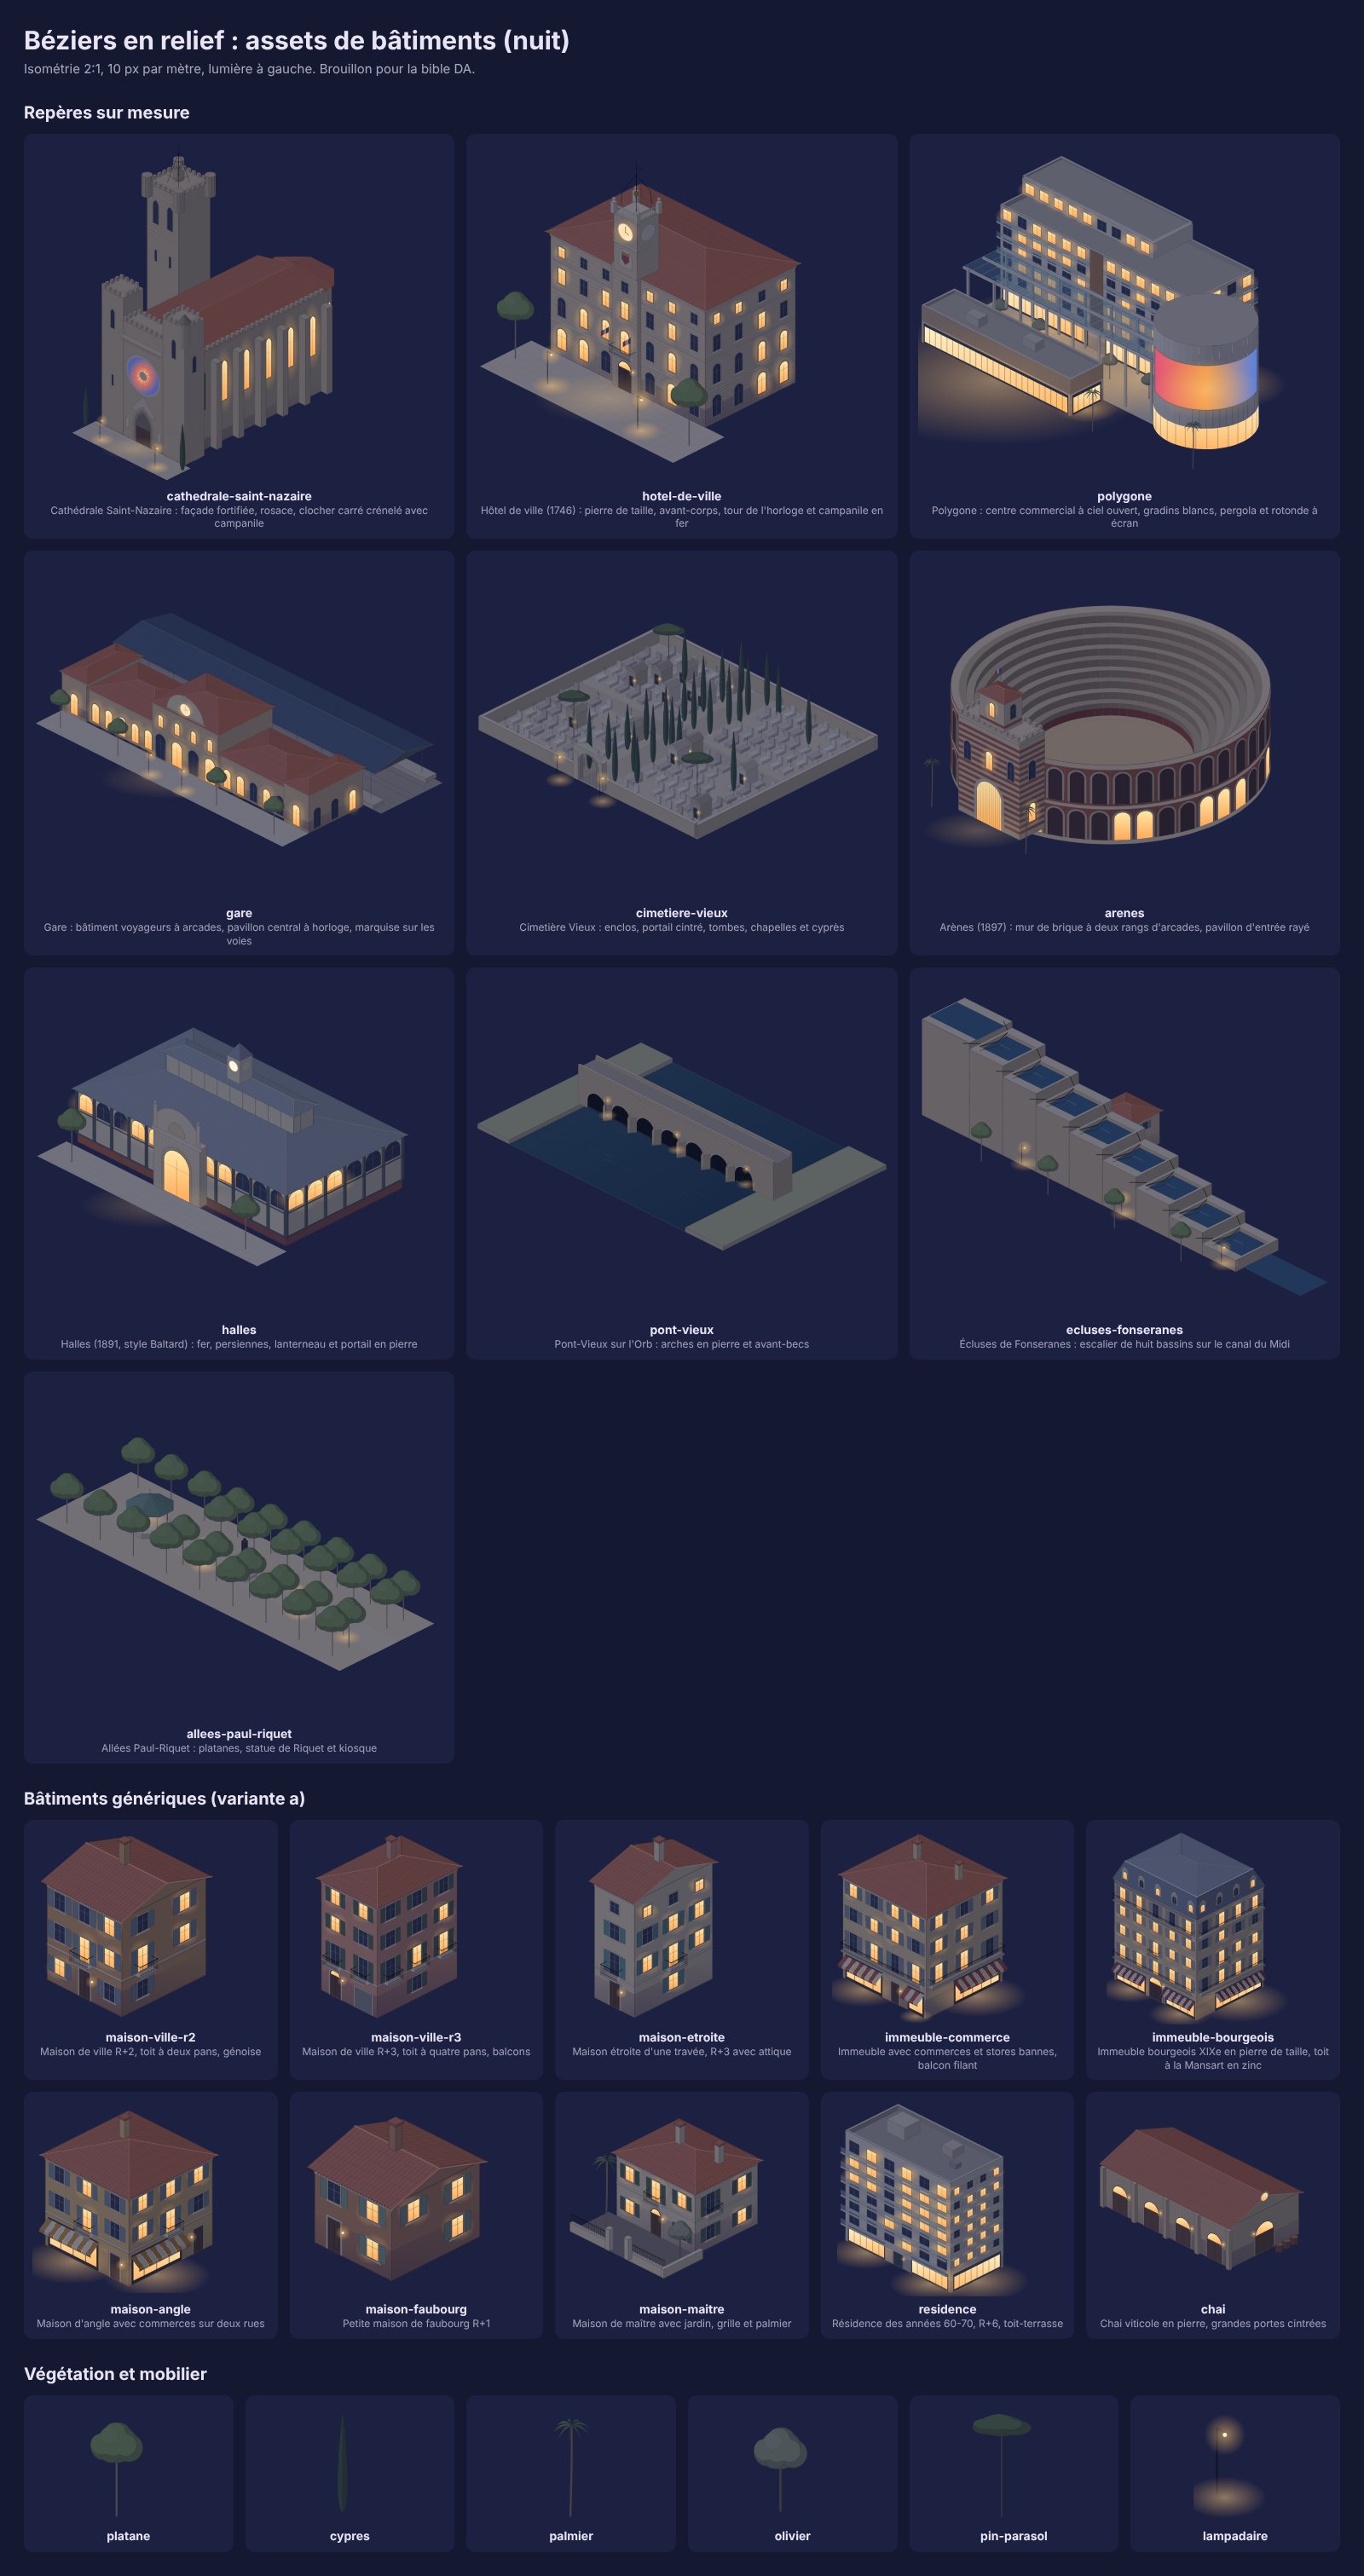 Béziers en relief : assets de bâtiments (nuit)
Isométrie 2:1, 10 px par mètre, lumière à gauche. Brouillon pour la bible DA.
Repères sur mesure
cathedrale-saint-nazaire
Cathédrale Saint-Nazaire : façade fortifiée, rosace, clocher carré crénelé avec
campanile
hotel-de-ville
Hôtel de ville (1746) : pierre de taille, avant-corps, tour de l'horloge et campanile en
fer
polygone
Polygone : centre commercial à ciel ouvert, gradins blancs, pergola et rotonde à
écran
gare
Gare : bâtiment voyageurs à arcades, pavillon central à horloge, marquise sur les
voies
cimetiere-vieux
Cimetière Vieux : enclos, portail cintré, tombes, chapelles et cyprès
arenes
Arènes (1897) : mur de brique à deux rangs d'arcades, pavillon d'entrée rayé
halles
Halles (1891, style Baltard) : fer, persiennes, lanterneau et portail en pierre
pont-vieux
Pont-Vieux sur l'Orb : arches en pierre et avant-becs
ecluses-fonseranes
Écluses de Fonseranes : escalier de huit bassins sur le canal du Midi
allees-paul-riquet
Allées Paul-Riquet : platanes, statue de Riquet et kiosque
Bâtiments génériques (variante a)
maison-ville-r2
Maison de ville R+2, toit à deux pans, génoise
maison-ville-r3
Maison de ville R+3, toit à quatre pans, balcons
maison-etroite
Maison étroite d'une travée, R+3 avec attique
immeuble-commerce
Immeuble avec commerces et stores bannes,
balcon filant
immeuble-bourgeois
Immeuble bourgeois XIXe en pierre de taille, toit
à la Mansart en zinc
maison-angle
Maison d'angle avec commerces sur deux rues
maison-faubourg
Petite maison de faubourg R+1
maison-maitre
Maison de maître avec jardin, grille et palmier
residence
Résidence des années 60-70, R+6, toit-terrasse
chai
Chai viticole en pierre, grandes portes cintrées
Végétation et mobilier
platane
cypres
palmier
olivier
pin-parasol
lampadaire